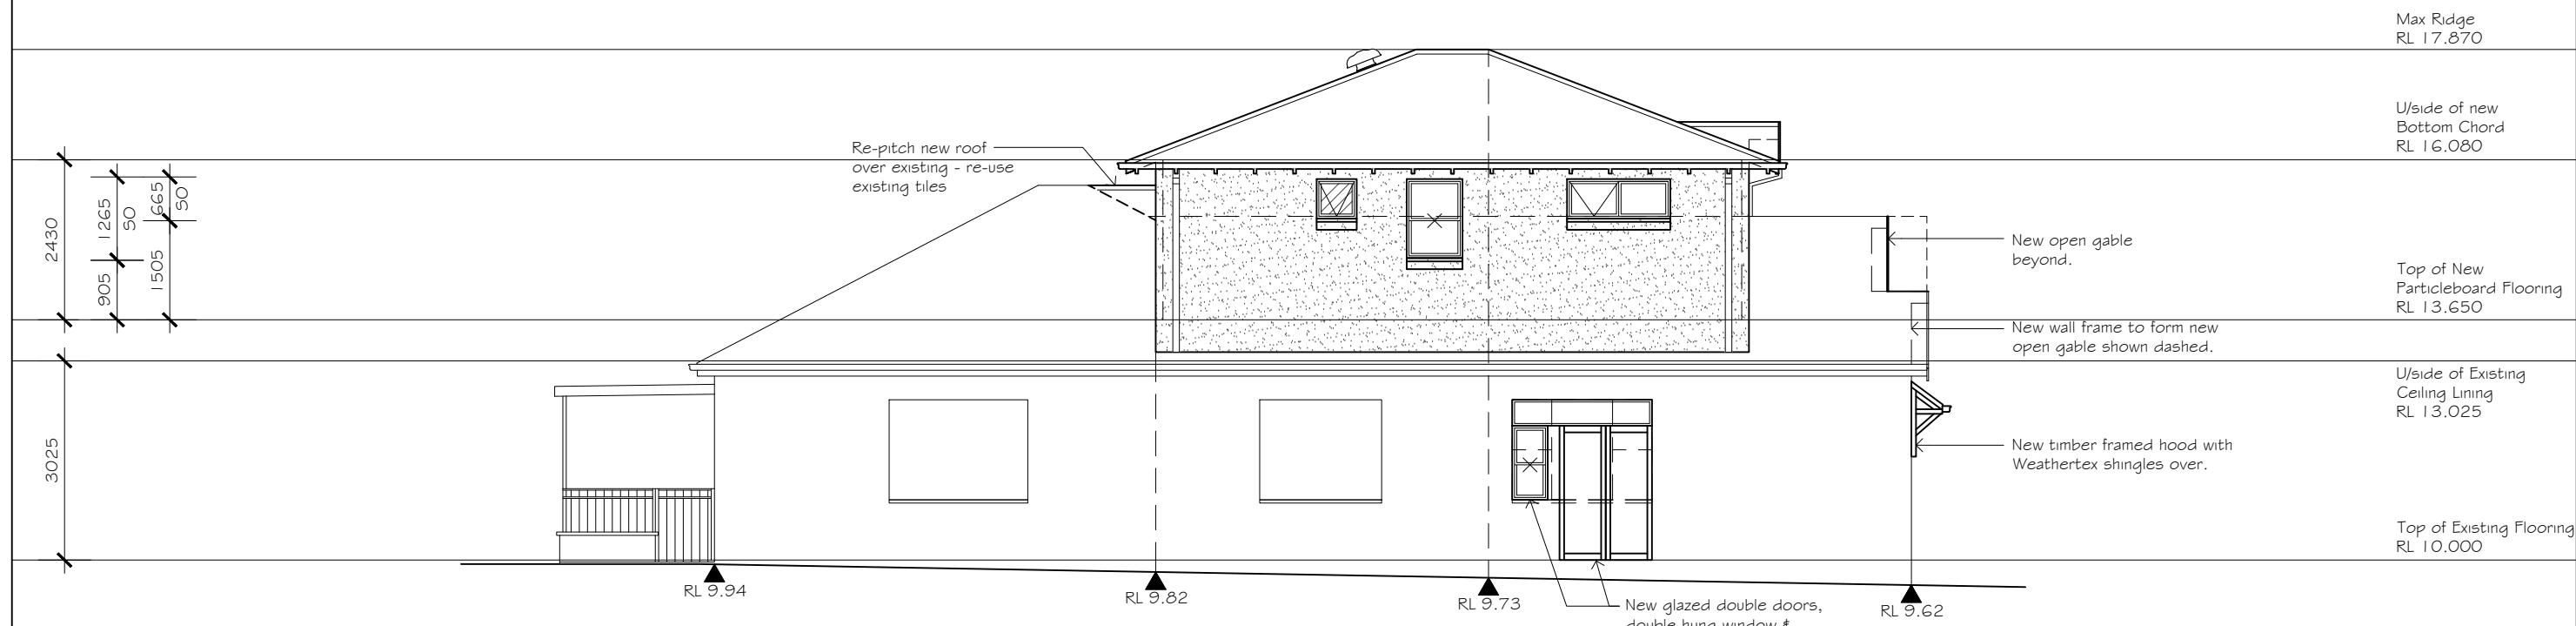 Max Ridge
RL 17.870
U/side of new
Bottom Chord
RL 16.080
Re-pitch new roof
over existing - re-use
existing tiles
2430
1265
50
905
665
50
1505
New open gable
beyond.
Top of New
Particleboard Flooring
RL 13.650
New wall frame to form new
open gable shown dashed.
U/side of Existing
Ceiling Lining
RL 13.025
3025
New timber framed hood with
Weathertex shingles over.
Top of Existing Flooring
RL 10.000
RL 9.94
RL 9.82
RL 9.73
RL 9.62
New glazed double doors,
double hung window &